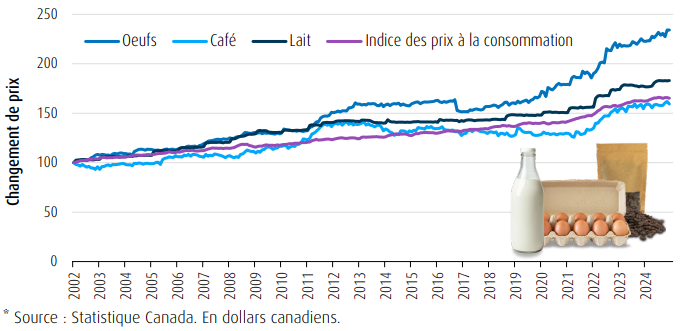 250
Oeufs Café Lait Indice des prix à la consommation
200
150
100
50
0
Changement de prix
2002 2003 2004 2005 2006 2007 2008 2009 2010 2011 2012 2013 2014 2015 2016 2017 2018 2019 2020 2021 2022 2023 2024
* Source : Statistique Canada. En dollars canadiens.